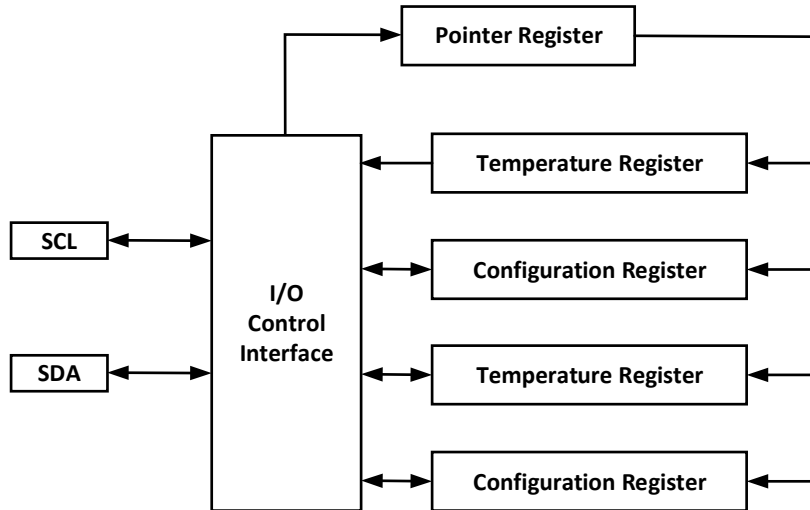 Pointer Register
Temperature Register
SCL
Configuration Register
I/O
Control
Interface
SDA
Temperature Register
Configuration Register